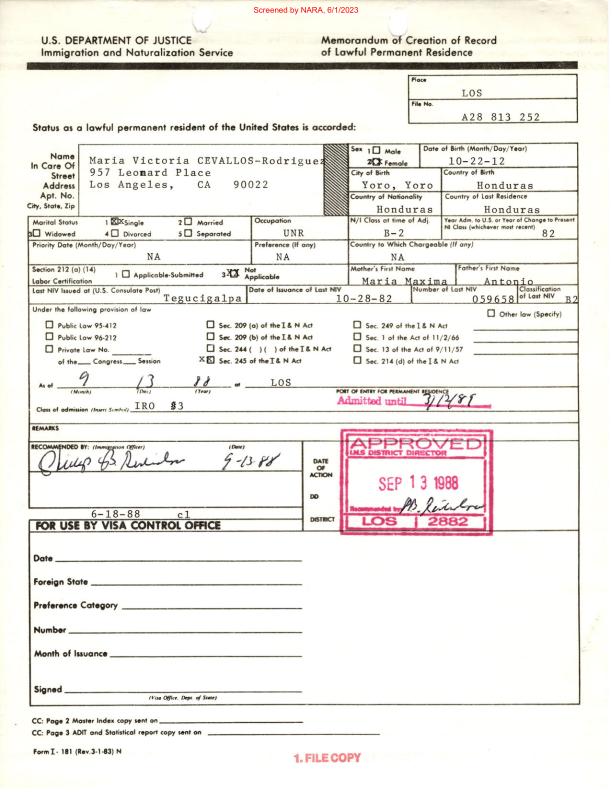 Screened by NARA, 6/1/2023
U.S. DEPARTMENT OF JUSTICE
Immigration and Naturalization Service
Memorandum of Creation of Record
of Lawful Permanent Residence
Place
LOS
File No.
A28 813 252
Status as a lawful permanent resident of the United States is accorded:
Name
In Care Of
Street
Address
Apt. No.
City, State, Zip
Maria Victoria CEVALLOS-Rodriguez
957 Leonard Place
Los Angeles, CA 90022
Sex 1 Male
2 X Female
Date of Birth (Month/Day/Year)
10-22-12
City of Birth
Yoro, Yoro
Country of Birth
Honduras
Country of Nationality
Honduras
Country of Last Residence
Honduras
Marital Status 1 X Single 2 Married
3 Widowed 4 Divorced 5 Separated
Occupation
UNR
N/I Class at time of Adj.
B-2
Year Adm. to U.S. or Year of Change to Present
NI Class (whichever most recent)
82
Priority Date (Month/Day/Year)
NA
Preference (If any)
NA
Country to Which Chargeable (If any)
NA
Section 212 (a) (14)
Labor Certification
1 Applicable-Submitted 3 XX Not Applicable
Mother's First Name
Maria Maxima
Father's First Name
Antonio
Last NIV Issued at (U.S. Consulate Post)
Tegucigalpa
Date of Issuance of Last NIV
10-28-82
Number of Last NIV
059658
Classification
of Last NIV B2
Under the following provision of law
Other law (Specify)
Public Law 95-412
Sec. 209 (a) of the I & N Act
Sec. 249 of the I & N Act
Public Law 96-212
Sec. 209 (b) of the I & N Act
Sec. 1 of the Act of 11/2/66
Private Law No.
Sec. 244 ( ) ( ) of the I & N Act
Sec. 13 of the Act of 9/11/57
of the Congress Session
X Sec. 245 of the I & N Act
Sec. 214 (d) of the I & N Act
As of 9 13 88 at LOS
(Month) (Day) (Year)
PORT OF ENTRY FOR PERMANENT RESIDENCE
Admitted until 3/12/89
Class of admission (Insert Symbol) IRO #3
REMARKS
RECOMMENDED BY: (Immigration Officer) (Date)
9-13-88
DATE
OF
ACTION
DD
DISTRICT
APPROVED
I.N.S DISTRICT DIRECTOR
SEP 13 1988
Recommended by
LOS 2882
6-18-88 cl
FOR USE BY VISA CONTROL OFFICE
Date
Foreign State
Preference Category
Number
Month of Issuance
Signed
(Visa Office, Dept. of State)
CC: Page 2 Master Index copy sent on
CC: Page 3 ADIT and Statistical report copy sent on
Form I-181 (Rev.3-1-83) N
1. FILE COPY